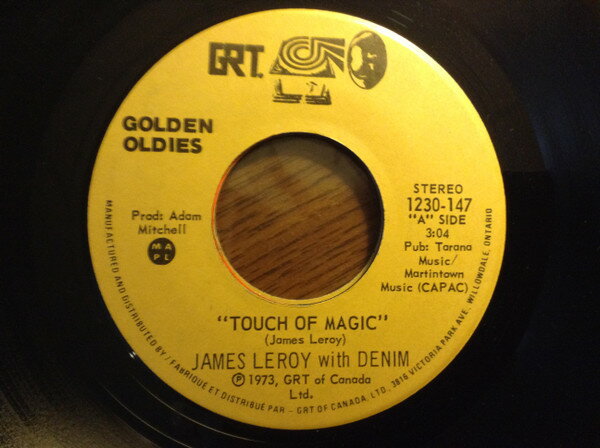 GRT.
GOLDEN
OLDIES
STEREO
1230-147
"A" SIDE
3:04
Pub: Tarana
Music/
Martintown
Music (CAPAC)
Prod: Adam
Mitchell
M A
P L
"TOUCH OF MAGIC"
(James Leroy)
JAMES LEROY with DENIM
℗ 1973, GRT of Canada
Ltd.
MANUFACTURED AND DISTRIBUTED BY / FABRIQUE ET DISTRIBUÉ PAR - GRT OF CANADA, LTD., 3816 VICTORIA PARK AVE. WILLOWDALE, ONTARIO